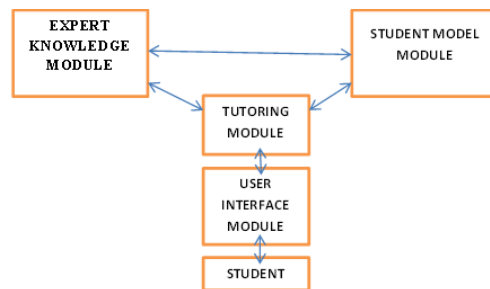 EXPERT
KNOWLEDGE
MODULE
STUDENT MODEL
MODULE
TUTORING
MODULE
USER
INTERFACE
MODULE
STUDENT